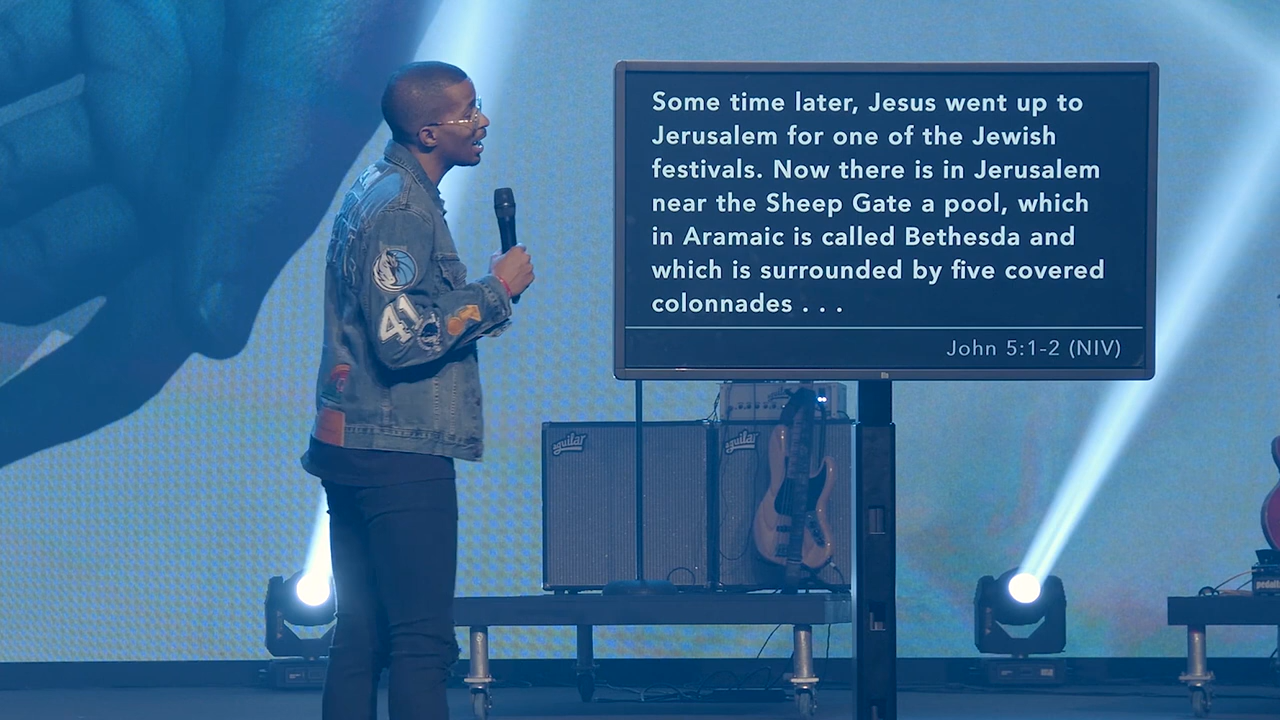 Some time later, Jesus went up to
Jerusalem for one of the Jewish
festivals. Now there is in Jerusalem
near the Sheep Gate a pool, which
in Aramaic is called Bethesda and
which is surrounded by five covered
colonnades . . .
John 5:1-2 (NIV)
41
aguilar
aguilar